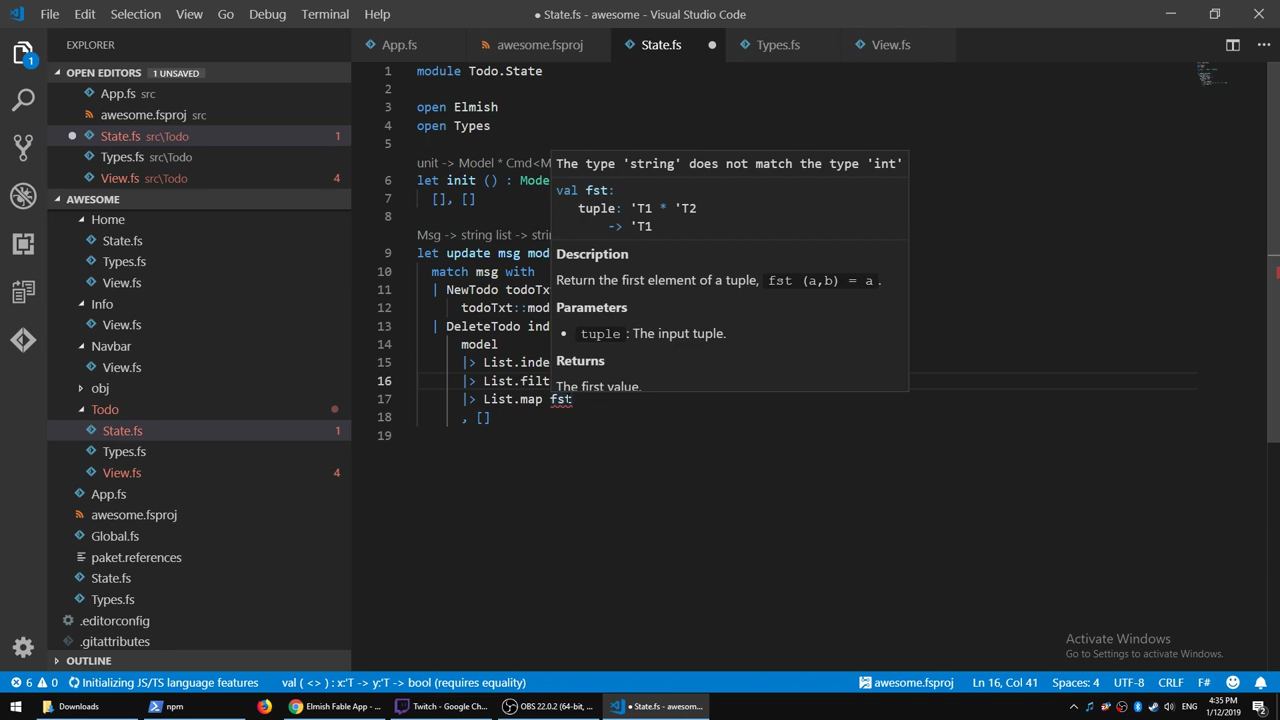 File Edit Selection View Go Debug Terminal Help
● State.fs - awesome - Visual Studio Code
EXPLORER
App.fs
awesome.fsproj
State.fs
Types.fs
View.fs
1
OPEN EDITORS 1 UNSAVED
App.fs src
awesome.fsproj src
State.fs src\Todo 1
Types.fs src\Todo
View.fs src\Todo 4
AWESOME
Home
State.fs
Types.fs
View.fs
Info
View.fs
Navbar
View.fs
obj
Todo
State.fs 1
Types.fs
View.fs 4
App.fs
awesome.fsproj
Global.fs
paket.references
State.fs
Types.fs
.editorconfig
.gitattributes
OUTLINE
1 module Todo.State
2
3 open Elmish
4 open Types
5
unit -> Model * Cmd<M
6 let init () : Mode
7 [], []
8
Msg -> string list -> strin
9 let update msg mod
10 match msg with
11 | NewTodo todoTx
12 todoTxt::mod
13 | DeleteTodo ind
14 model
15 |> List.inde
16 |> List.filt
17 |> List.map fst
18 , []
19
The type 'string' does not match the type 'int'
val fst:
tuple: 'T1 * 'T2
-> 'T1
Description
Return the first element of a tuple, fst (a,b) = a .
Parameters
• tuple : The input tuple.
Returns
The first value.
Activate Windows
Go to Settings to activate Windows.
6 0 Initializing JS/TS language features val ( <> ) : x:'T -> y:'T -> bool (requires equality)
awesome.fsproj Ln 16, Col 41 Spaces: 4 UTF-8 CRLF F#
Downloads
npm
Elmish Fable App - ...
Twitch - Google Ch...
OBS 22.0.2 (64-bit, ...
● State.fs - awesom...
ENG
4:35 PM
1/12/2019
2